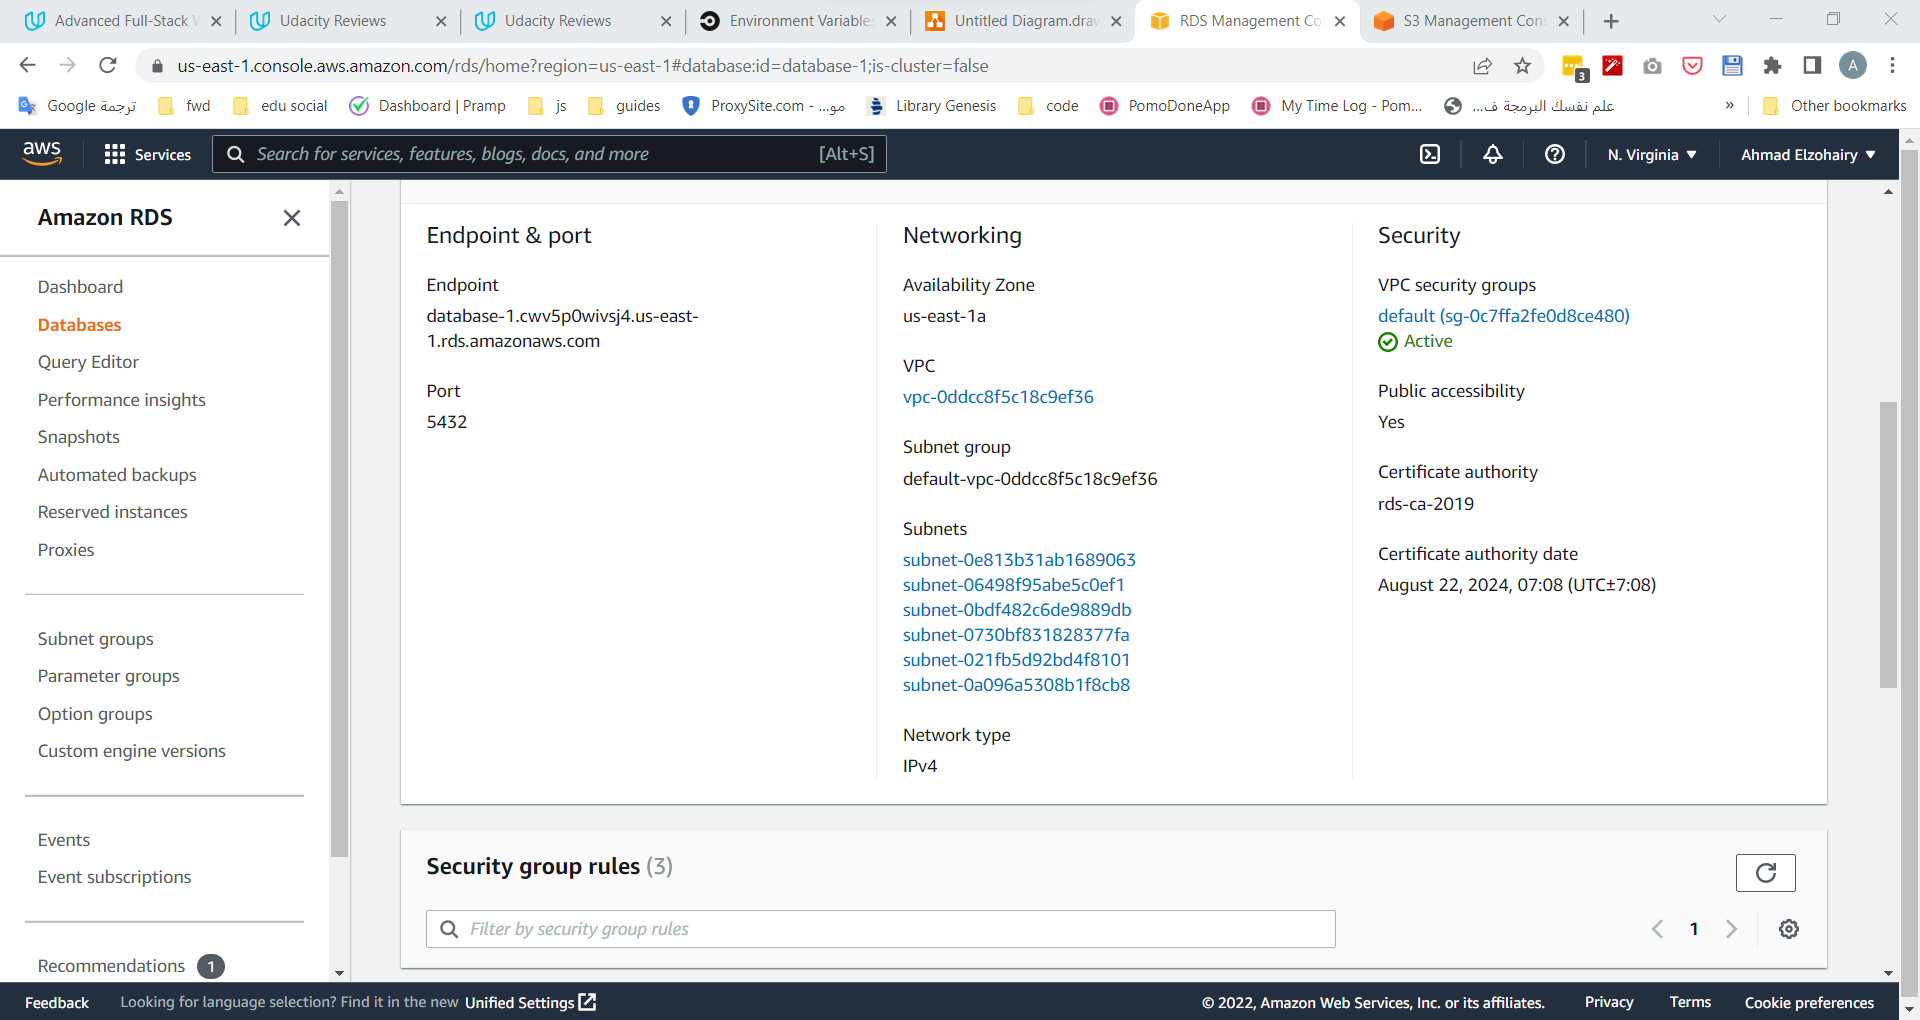 Advanced Full-Stack
Udacity Reviews
Udacity Reviews
Environment Variables
Untitled Diagram.draw
RDS Management Co
S3 Management Cons
us-east-1.console.aws.amazon.com/rds/home?region=us-east-1#database:id=database-1;is-cluster=false
3
A
ترجمة Google
fwd
edu social
Dashboard | Pramp
js
guides
ProxySite.com - ...مو
Library Genesis
code
PomoDoneApp
My Time Log - Pom...
علم نفسك البرمجة ف...
»
Other bookmarks
aws
Services
Search for services, features, blogs, docs, and more
[Alt+S]
N. Virginia
Ahmad Elzohairy
Amazon RDS
Dashboard
Databases
Query Editor
Performance insights
Snapshots
Automated backups
Reserved instances
Proxies
Subnet groups
Parameter groups
Option groups
Custom engine versions
Events
Event subscriptions
Recommendations 1
Endpoint & port
Endpoint
database-1.cwv5p0wivsj4.us-east-
1.rds.amazonaws.com
Port
5432
Networking
Availability Zone
us-east-1a
VPC
vpc-0ddcc8f5c18c9ef36
Subnet group
default-vpc-0ddcc8f5c18c9ef36
Subnets
subnet-0e813b31ab1689063
subnet-06498f95abe5c0ef1
subnet-0bdf482c6de9889db
subnet-0730bf831828377fa
subnet-021fb5d92bd4f8101
subnet-0a096a5308b1f8cb8
Network type
IPv4
Security
VPC security groups
default (sg-0c7ffa2fe0d8ce480)
Active
Public accessibility
Yes
Certificate authority
rds-ca-2019
Certificate authority date
August 22, 2024, 07:08 (UTC±7:08)
Security group rules (3)
Filter by security group rules
1
Feedback
Looking for language selection? Find it in the new Unified Settings
© 2022, Amazon Web Services, Inc. or its affiliates.
Privacy
Terms
Cookie preferences